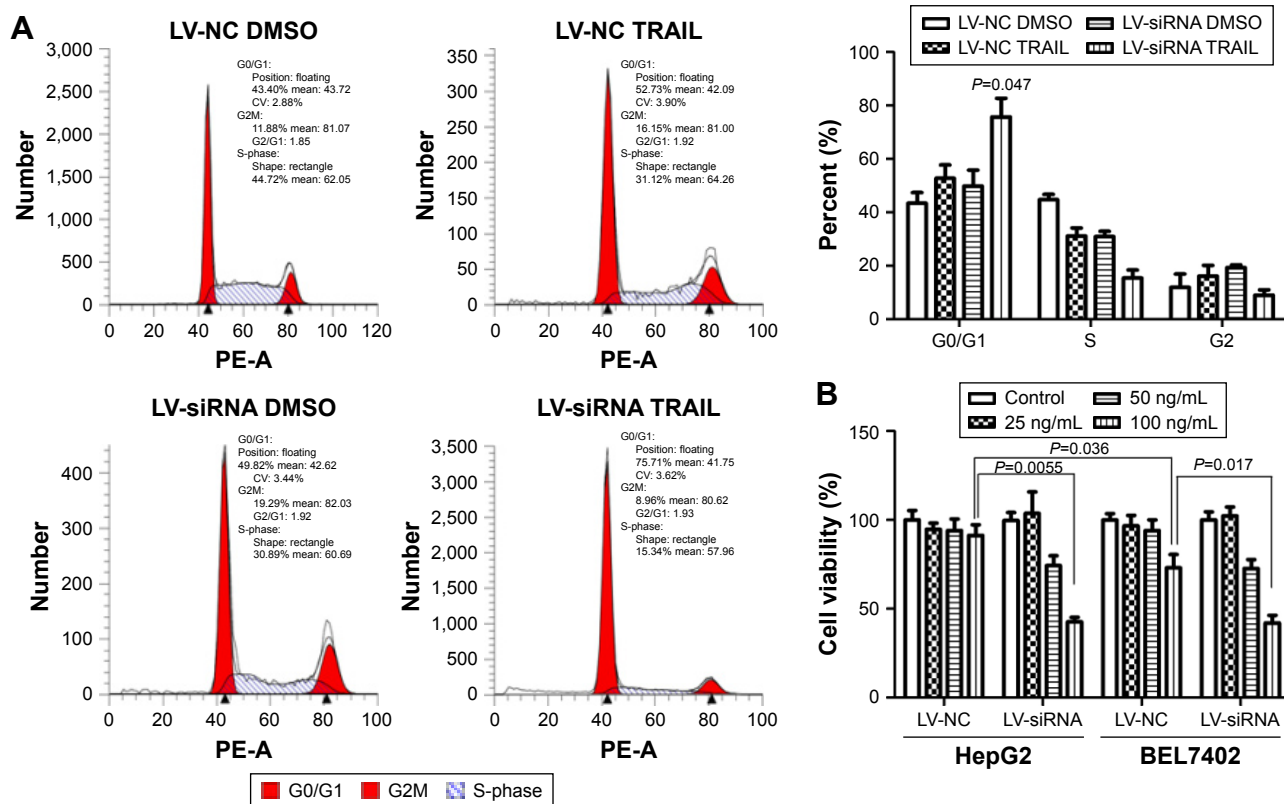 A
LV-NC DMSO
3,000
2,500
2,000
1,500
1,000
500
0
Number
0 20 40 60 80 100 120
PE-A
G0/G1:
Position: floating
43.40% mean: 43.72
CV: 2.88%
G2M:
11.88% mean: 81.07
G2/G1: 1.85
S-phase:
Shape: rectangle
44.72% mean: 62.05
LV-NC TRAIL
350
300
250
200
150
100
50
0
Number
0 20 40 60 80 100
PE-A
G0/G1:
Position: floating
52.73% mean: 42.09
CV: 3.90%
G2M:
16.15% mean: 81.00
G2/G1: 1.92
S-phase:
Shape: rectangle
31.12% mean: 64.26
LV-NC DMSO LV-siRNA DMSO
LV-NC TRAIL LV-siRNA TRAIL
100
80
60
40
20
0
Percent (%)
P=0.047
G0/G1 S G2
LV-siRNA DMSO
400
300
200
100
0
Number
0 20 40 60 80 100
PE-A
G0/G1:
Position: floating
49.82% mean: 42.62
CV: 3.44%
G2M:
19.29% mean: 82.03
G2/G1: 1.92
S-phase:
Shape: rectangle
30.89% mean: 60.69
LV-siRNA TRAIL
3,500
3,000
2,500
2,000
1,500
1,000
500
0
Number
0 20 40 60 80 100
PE-A
G0/G1:
Position: floating
75.71% mean: 41.75
CV: 3.62%
G2M:
8.96% mean: 80.62
G2/G1: 1.93
S-phase:
Shape: rectangle
15.34% mean: 57.96
G0/G1 G2M S-phase
B
Control 50 ng/mL
25 ng/mL 100 ng/mL
150
100
50
0
Cell viability (%)
P=0.036
P=0.0055
P=0.017
LV-NC LV-siRNA LV-NC LV-siRNA
HepG2 BEL7402